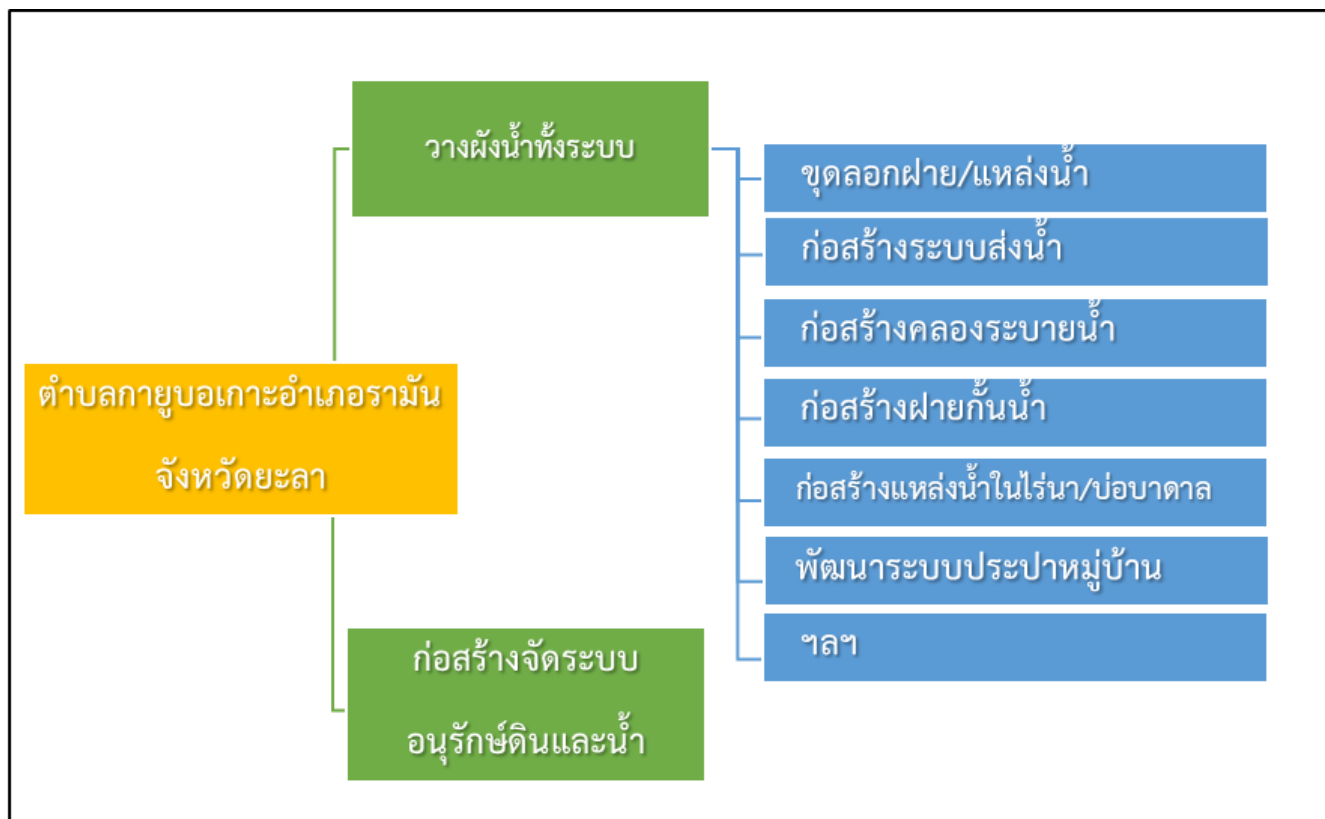 วางผังน้ำทั้งระบบ
ขุดลอกฝาย/แหล่งน้ำ
ก่อสร้างระบบส่งน้ำ
ก่อสร้างคลองระบายน้ำ
ตำบลกายูบอเกาะอำเภอรามัน
จังหวัดยะลา
ก่อสร้างฝายกั้นน้ำ
ก่อสร้างแหล่งน้ำในไร่นา/บ่อบาดาล
พัฒนาระบบประปาหมู่บ้าน
ฯลฯ
ก่อสร้างจัดระบบ
อนุรักษ์ดินและน้ำ